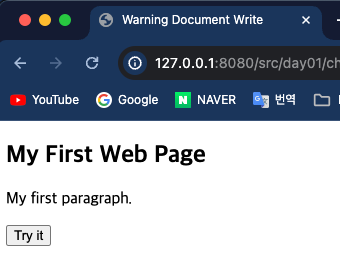 Warning Document Write
127.0.0.1:8080/src/day01/ch
YouTube Google NAVER 번역
My First Web Page
My first paragraph.
Try it